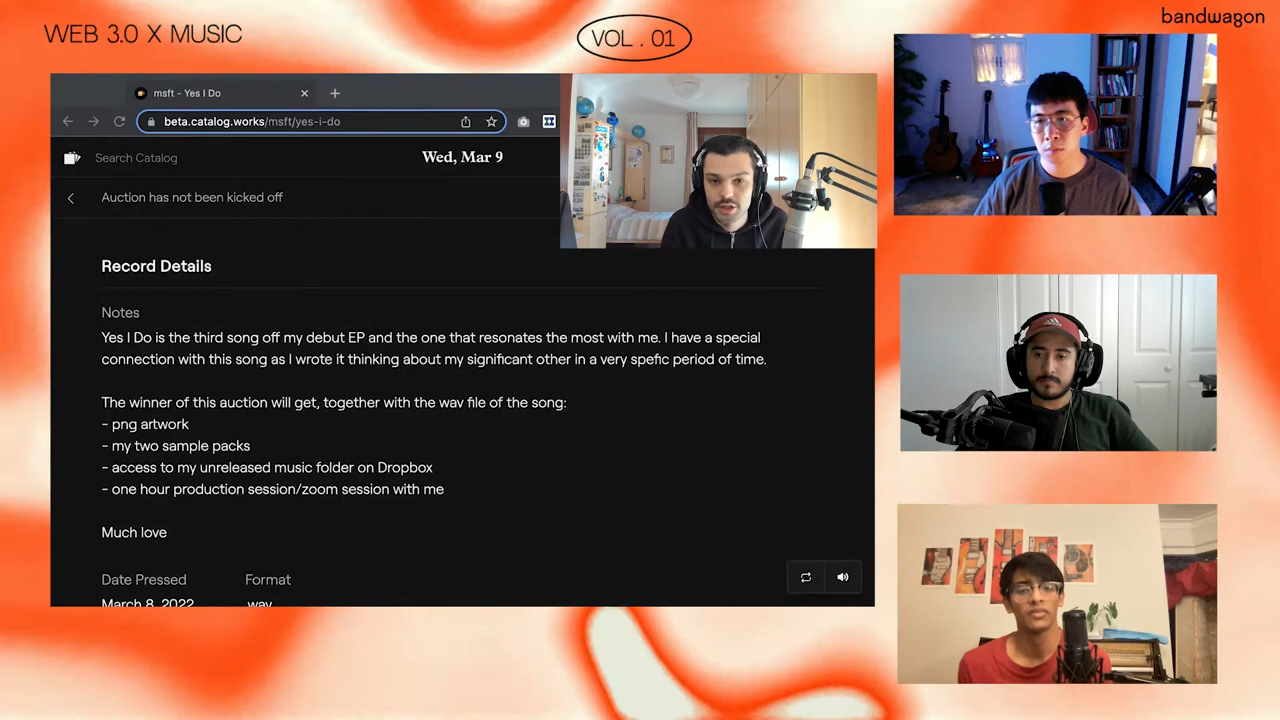 WEB 3.0 X MUSIC
VOL . 01
bandwagon
msft - Yes I Do
beta.catalog.works/msft/yes-i-do
Search Catalog
Wed, Mar 9
Auction has not been kicked off
Record Details
Notes
Yes I Do is the third song off my debut EP and the one that resonates the most with me. I have a special
connection with this song as I wrote it thinking about my significant other in a very spefic period of time.
The winner of this auction will get, together with the wav file of the song:
- png artwork
- my two sample packs
- access to my unreleased music folder on Dropbox
- one hour production session/zoom session with me
Much love
Date Pressed
Format
March 8, 2022
wav